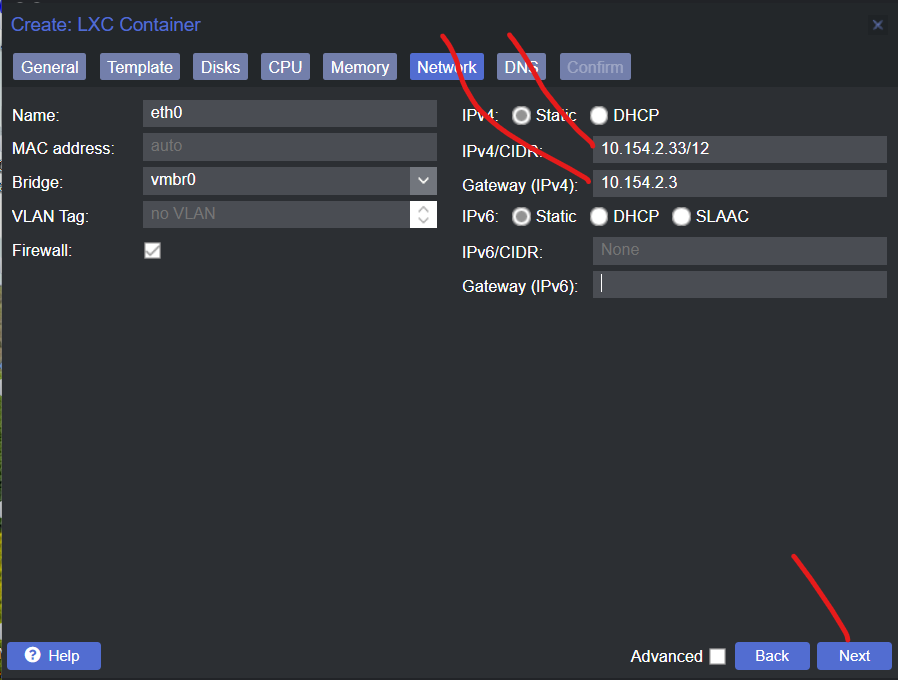 Create: LXC Container
General Template Disks CPU Memory Network DNS Confirm
Name: eth0
MAC address: auto
Bridge: vmbr0
VLAN Tag: no VLAN
Firewall:
IPv4: Static DHCP
IPv4/CIDR: 10.154.2.33/12
Gateway (IPv4): 10.154.2.3
IPv6: Static DHCP SLAAC
IPv6/CIDR: None
Gateway (IPv6):
Help Advanced Back Next